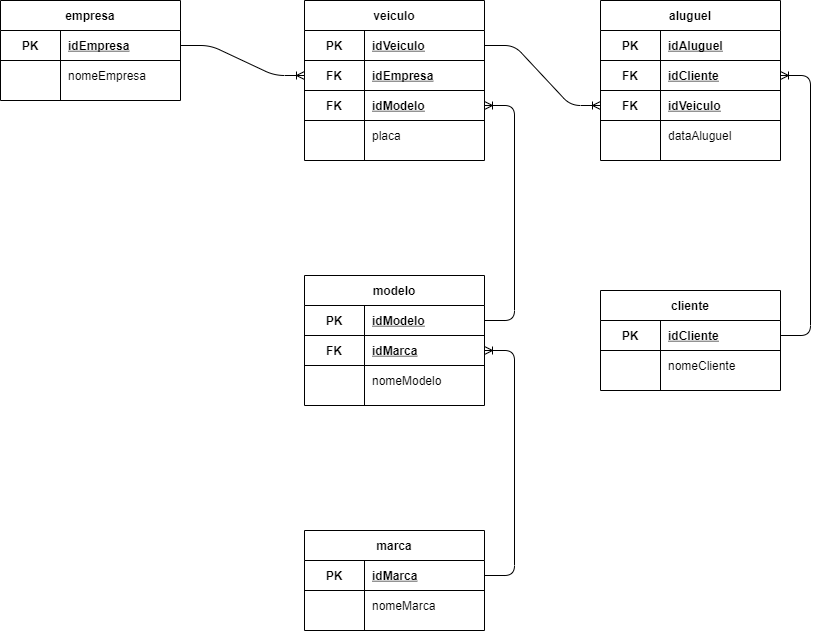 empresa
PK idEmpresa
nomeEmpresa
veiculo
PK idVeiculo
FK idEmpresa
FK idModelo
placa
aluguel
PK idAluguel
FK idCliente
FK idVeiculo
dataAluguel
modelo
PK idModelo
FK idMarca
nomeModelo
cliente
PK idCliente
nomeCliente
marca
PK idMarca
nomeMarca